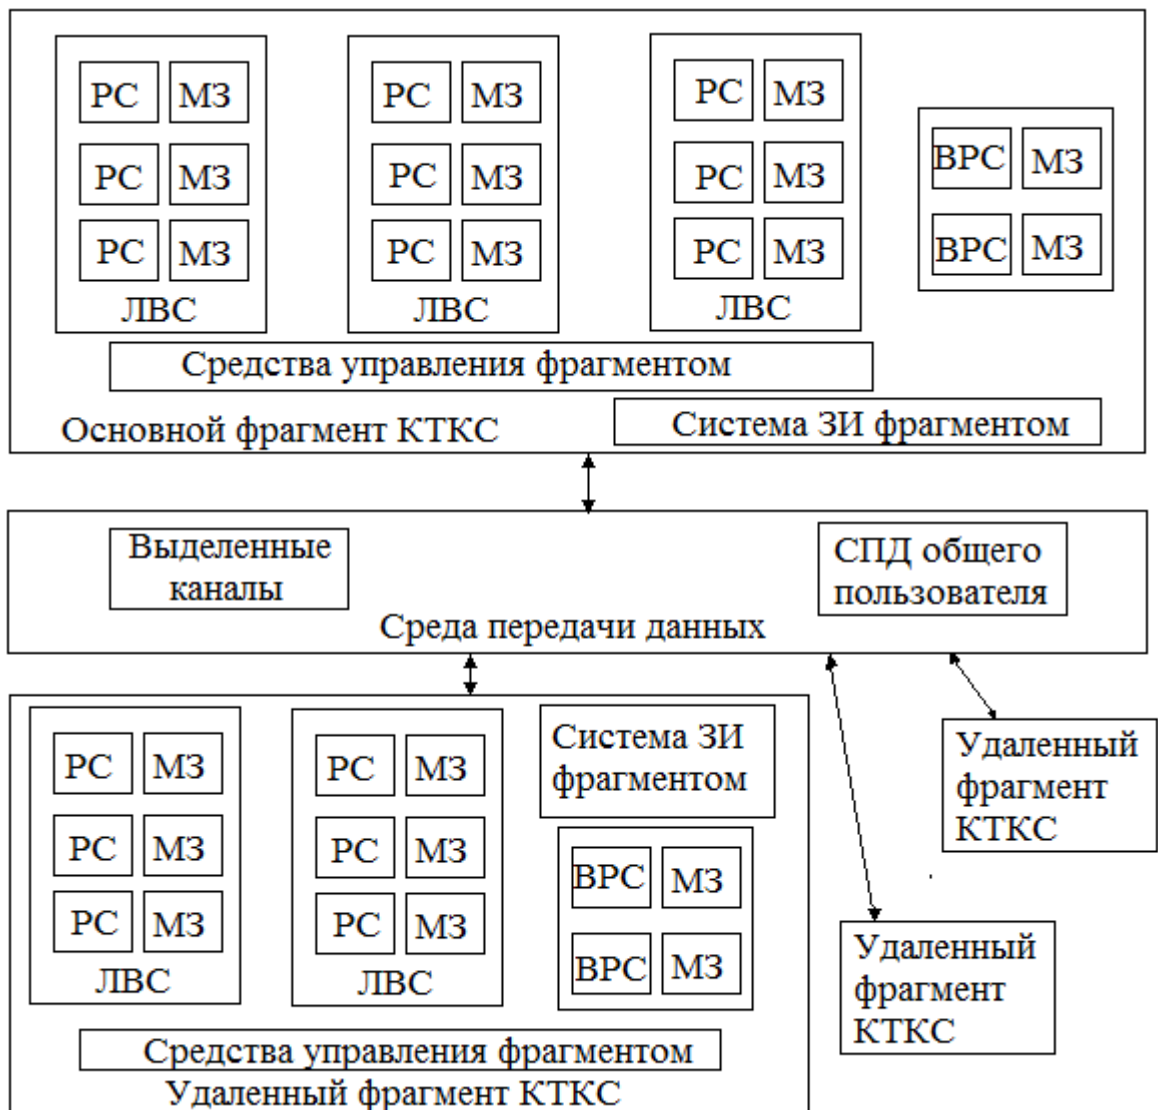 РС МЗ РС МЗ РС МЗ
РС МЗ РС МЗ РС МЗ
РС МЗ РС МЗ РС МЗ
ЛВС ЛВС ЛВС
ВРС МЗ
ВРС МЗ
Средства управления фрагментом
Система ЗИ фрагментом
Основной фрагмент КТКС
Выделенные
каналы
СПД общего
пользователя
Среда передачи данных
РС МЗ РС МЗ
РС МЗ РС МЗ
РС МЗ РС МЗ
ЛВС ЛВС
Система ЗИ
фрагментом
ВРС МЗ
ВРС МЗ
Средства управления фрагментом
Удаленный фрагмент КТКС
Удаленный
фрагмент
КТКС
Удаленный
фрагмент
КТКС